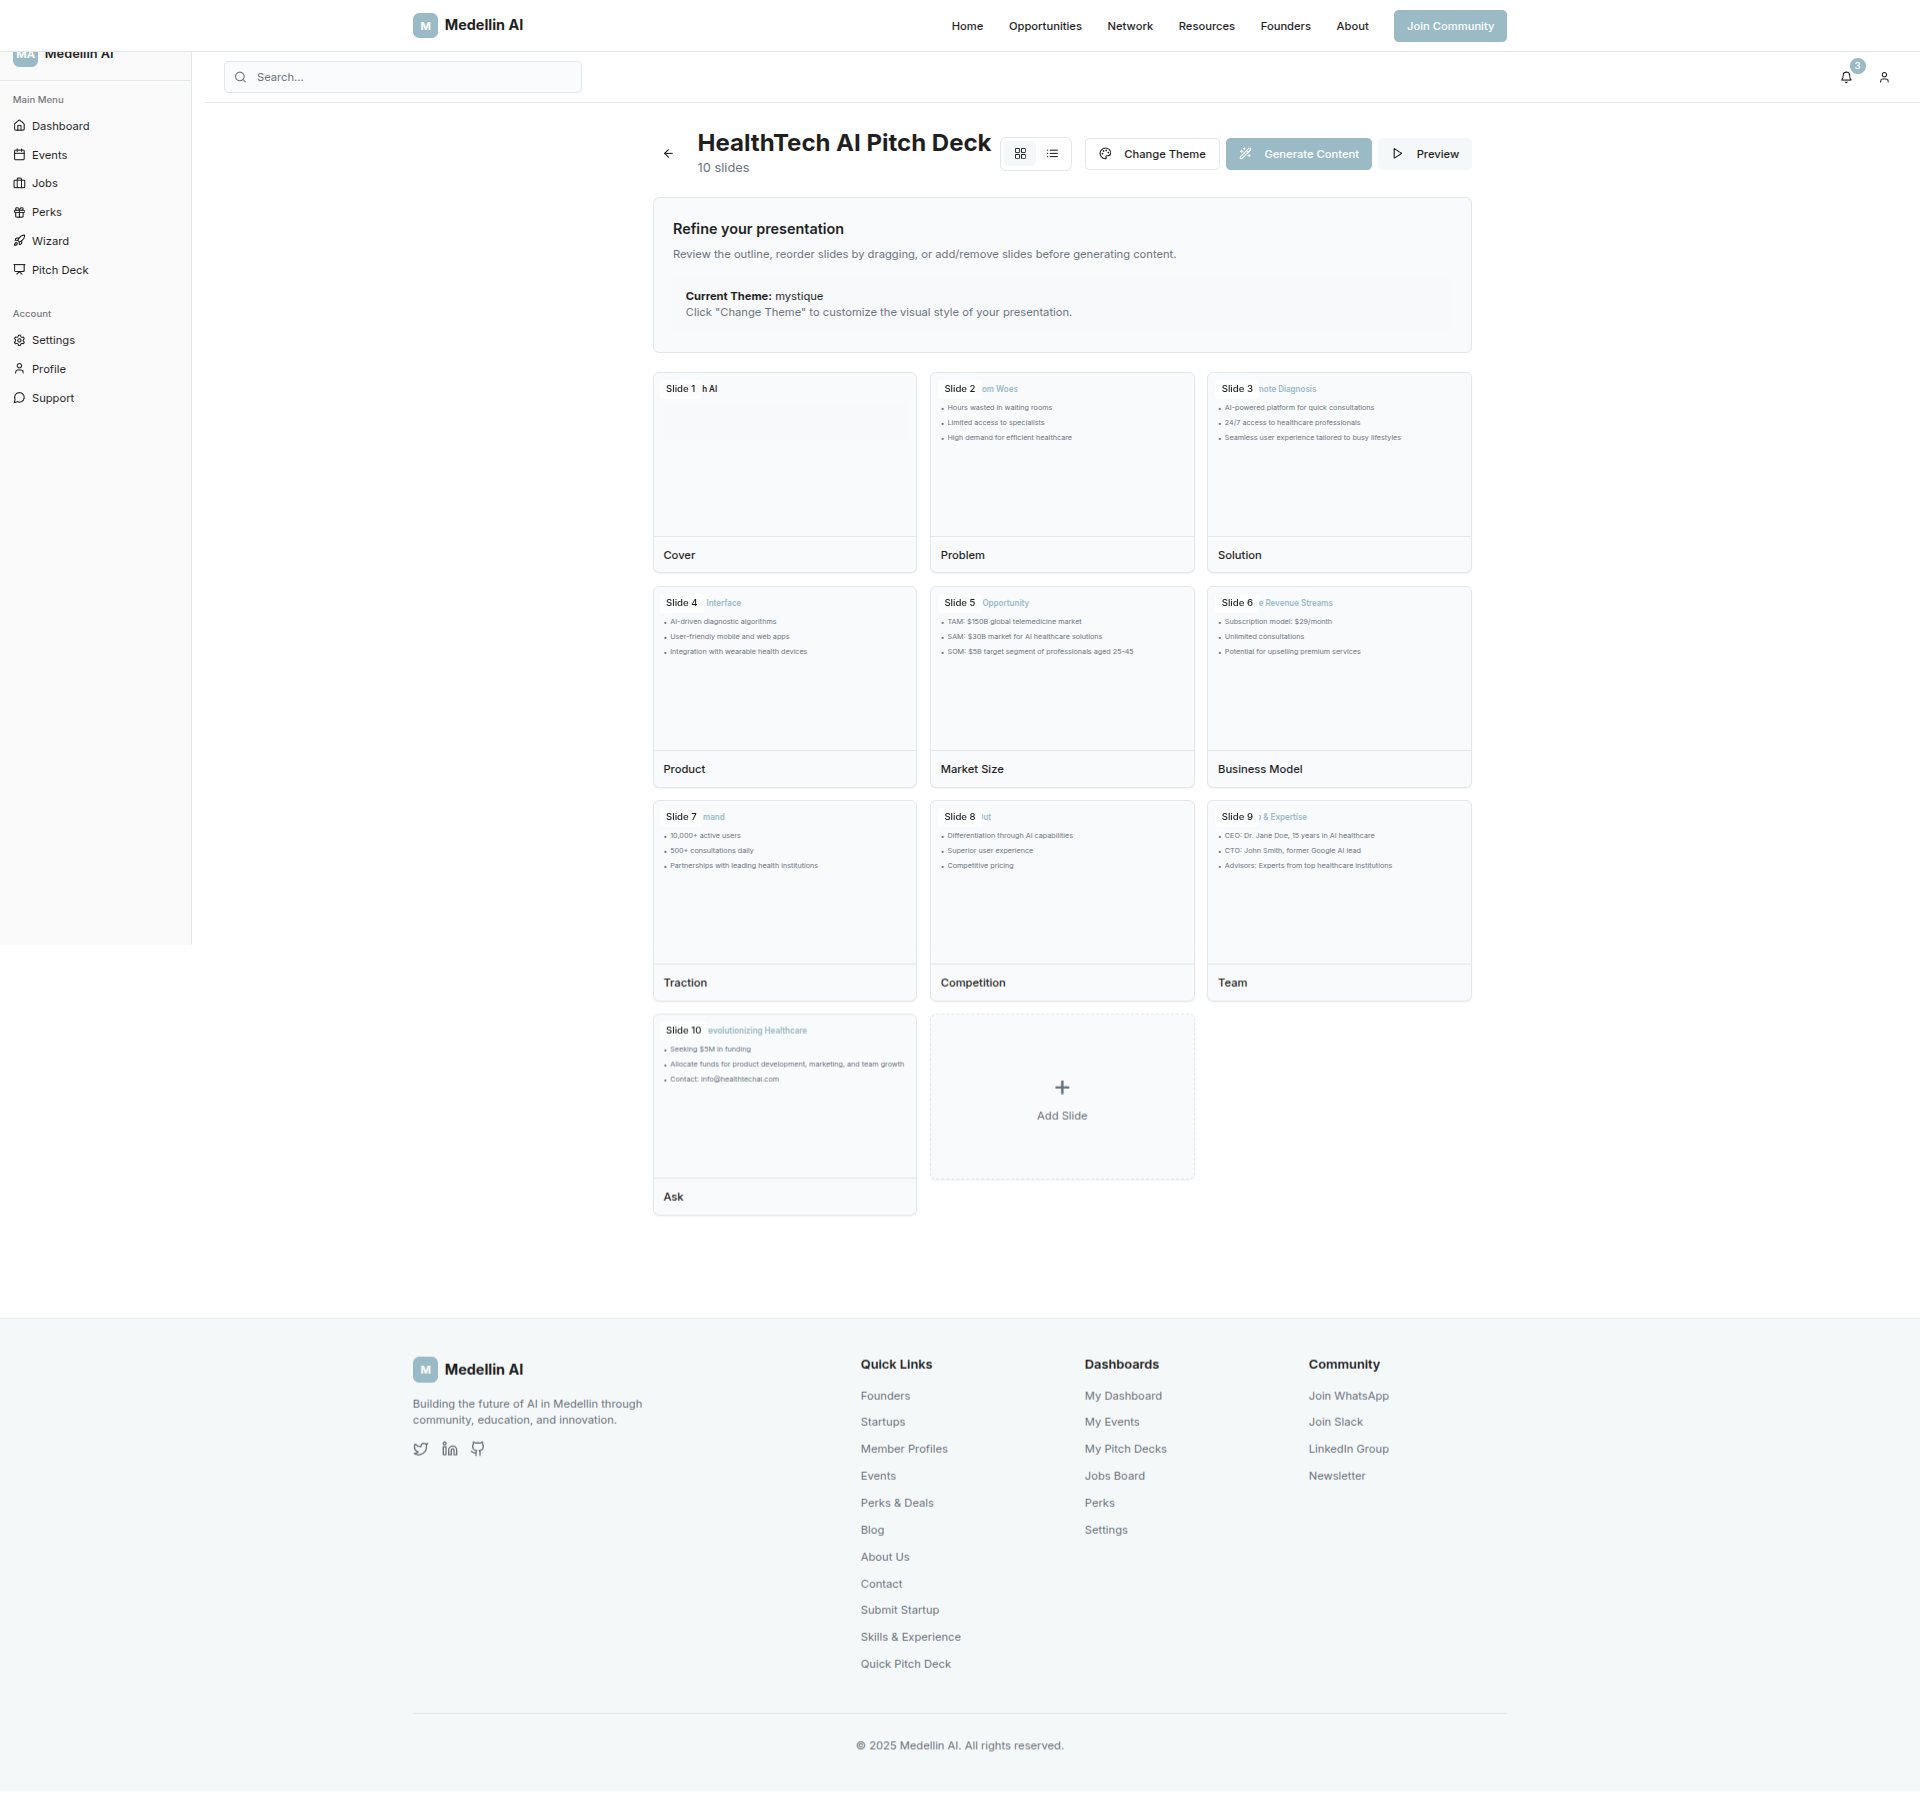 M Medellin AI
Home Opportunities Network Resources Founders About Join Community
MA Medellin AI
Search...
3
Main Menu
Dashboard
Events
Jobs
Perks
Wizard
Pitch Deck
Account
Settings
Profile
Support
HealthTech AI Pitch Deck
10 slides
Change Theme
Generate Content
Preview
Refine your presentation
Review the outline, reorder slides by dragging, or add/remove slides before generating content.
Current Theme: mystique
Click "Change Theme" to customize the visual style of your presentation.
Slide 1 h AI
Cover
Slide 2 om Woes
• Hours wasted in waiting rooms
• Limited access to specialists
• High demand for efficient healthcare
Problem
Slide 3 note Diagnosis
• AI-powered platform for quick consultations
• 24/7 access to healthcare professionals
• Seamless user experience tailored to busy lifestyles
Solution
Slide 4 Interface
• AI-driven diagnostic algorithms
• User-friendly mobile and web apps
• Integration with wearable health devices
Product
Slide 5 Opportunity
• TAM: $150B global telemedicine market
• SAM: $30B market for AI healthcare solutions
• SOM: $5B target segment of professionals aged 25-45
Market Size
Slide 6 e Revenue Streams
• Subscription model: $29/month
• Unlimited consultations
• Potential for upselling premium services
Business Model
Slide 7 mand
• 10,000+ active users
• 500+ consultations daily
• Partnerships with leading health institutions
Traction
Slide 8 ut
• Differentiation through AI capabilities
• Superior user experience
• Competitive pricing
Competition
Slide 9 & Expertise
• CEO: Dr. Jane Doe, 15 years in AI healthcare
• CTO: John Smith, former Google AI lead
• Advisors: Experts from top healthcare institutions
Team
Slide 10 evolutionizing Healthcare
• Seeking $5M in funding
• Allocate funds for product development, marketing, and team growth
• Contact: info@healthtechai.com
Ask
Add Slide
M Medellin AI
Building the future of AI in Medellin through
community, education, and innovation.
Quick Links
Founders
Startups
Member Profiles
Events
Perks & Deals
Blog
About Us
Contact
Submit Startup
Skills & Experience
Quick Pitch Deck
Dashboards
My Dashboard
My Events
My Pitch Decks
Jobs Board
Perks
Settings
Community
Join WhatsApp
Join Slack
LinkedIn Group
Newsletter
© 2025 Medellin AI. All rights reserved.